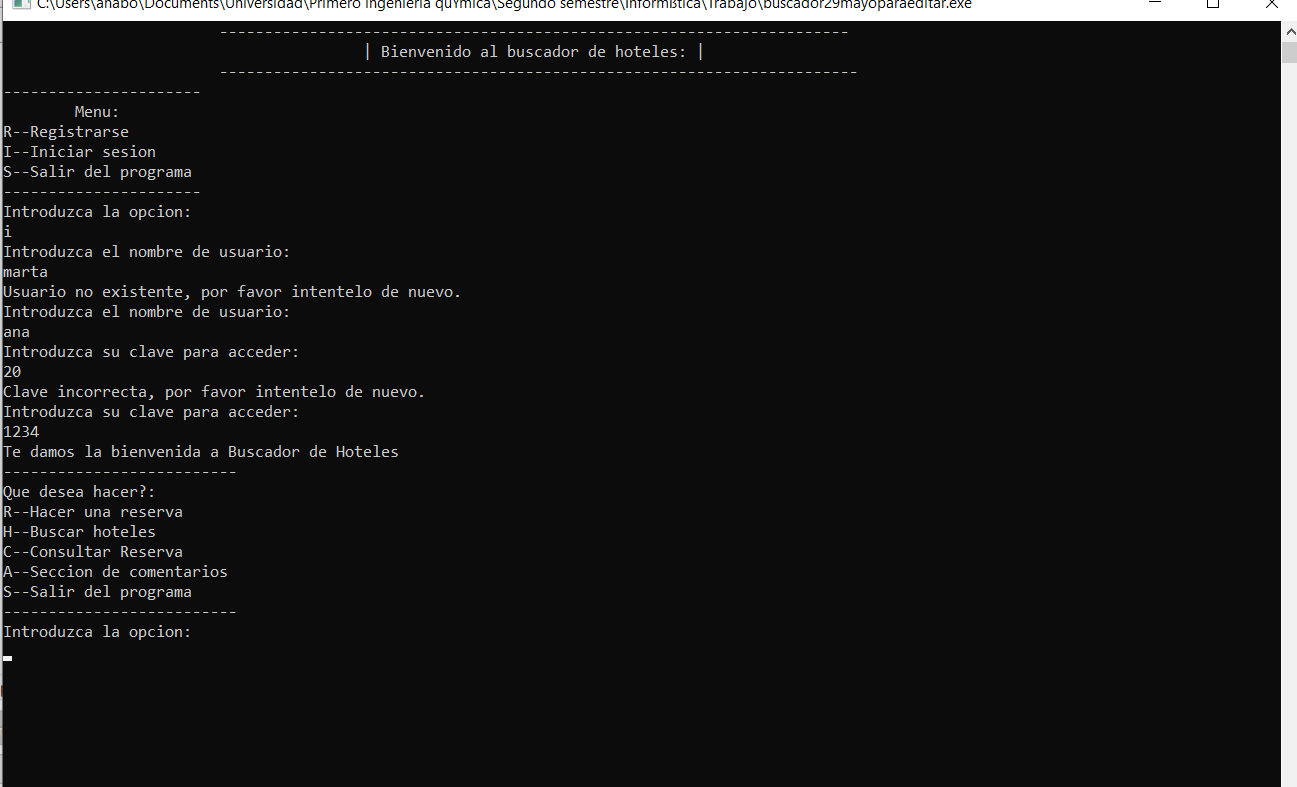 C:\Users\anabo\Documents\Universidad\Primero ingenieria quÝmica\Segundo semestre\Informßtica\Trabajo\buscador29mayoparaeditar.exe
----------------------------------------------------------------------
| Bienvenido al buscador de hoteles: |
-----------------------------------------------------------------------
----------------------
Menu:
R--Registrarse
I--Iniciar sesion
S--Salir del programa
----------------------
Introduzca la opcion:
i
Introduzca el nombre de usuario:
marta
Usuario no existente, por favor intentelo de nuevo.
Introduzca el nombre de usuario:
ana
Introduzca su clave para acceder:
20
Clave incorrecta, por favor intentelo de nuevo.
Introduzca su clave para acceder:
1234
Te damos la bienvenida a Buscador de Hoteles
--------------------------
Que desea hacer?:
R--Hacer una reserva
H--Buscar hoteles
C--Consultar Reserva
A--Seccion de comentarios
S--Salir del programa
--------------------------
Introduzca la opcion: